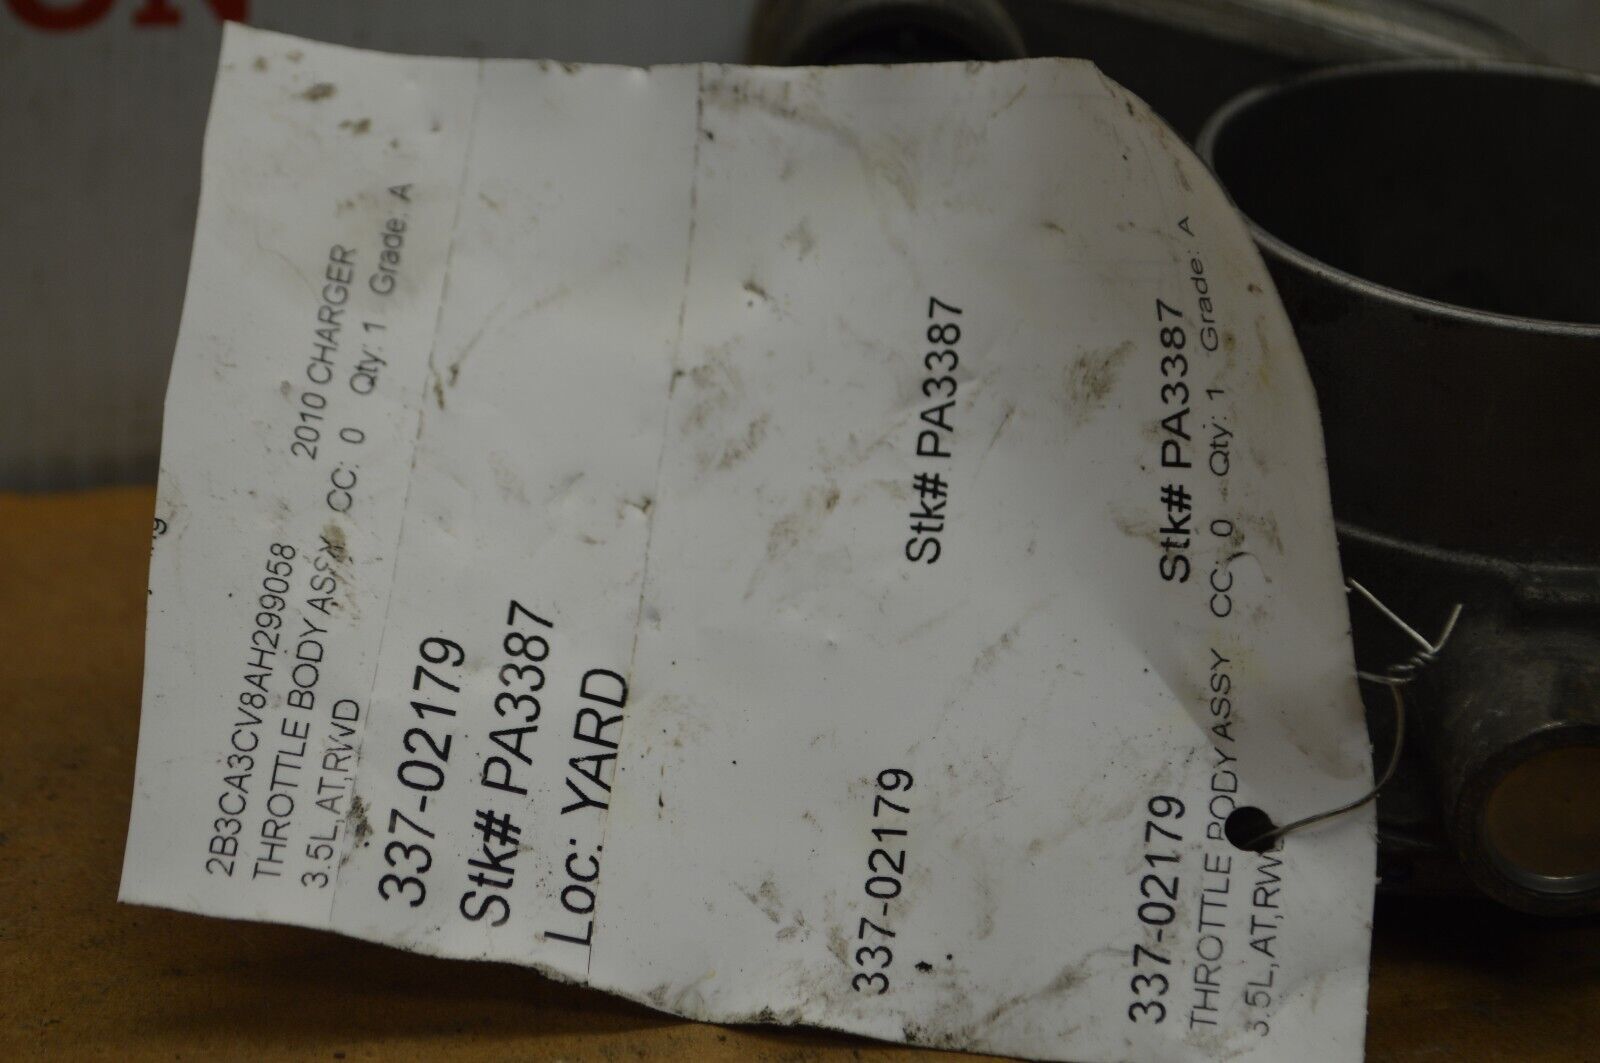 ON
2B3CA3CV8AH299058 2010 CHARGER
THROTTLE BODY ASSY CC: 0 Qty: 1 Grade: A
3.5L,AT,RWD
337-02179
Stk# PA3387
Loc: YARD
337-02179 Stk# PA3387
337-02179 Stk# PA3387
THROTTLE BODY ASSY CC: 0 Qty: 1 Grade: A
3.5L,AT,RWD